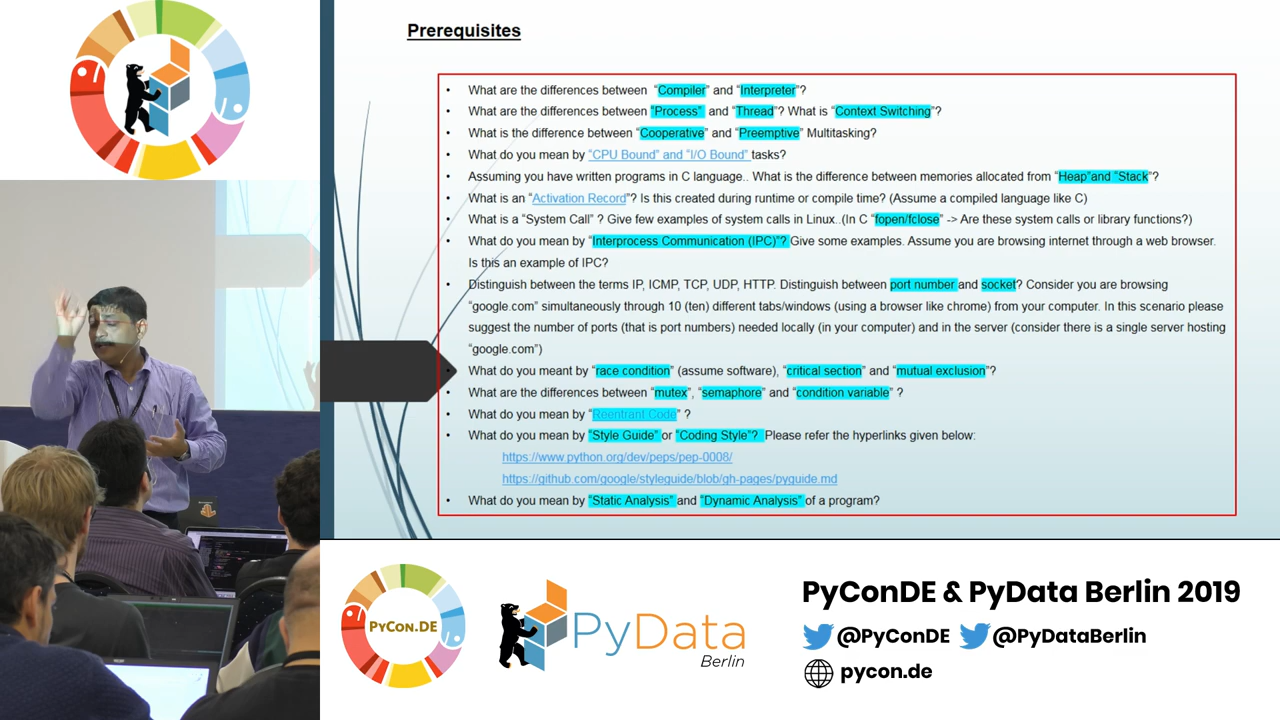 Prerequisites
• What are the differences between “Compiler” and “Interpreter”?
• What are the differences between “Process” and “Thread”? What is “Context Switching”?
• What is the difference between “Cooperative” and “Preemptive” Multitasking?
• What do you mean by “CPU Bound” and “I/O Bound” tasks?
• Assuming you have written programs in C language.. What is the difference between memories allocated from “Heap”and “Stack”?
• What is an “Activation Record”? Is this created during runtime or compile time? (Assume a compiled language like C)
• What is a “System Call” ? Give few examples of system calls in Linux..(In C “fopen/fclose” -> Are these system calls or library functions?)
• What do you mean by “Interprocess Communication (IPC)”? Give some examples. Assume you are browsing internet through a web browser.
Is this an example of IPC?
• Distinguish between the terms IP, ICMP, TCP, UDP, HTTP. Distinguish between port number and socket? Consider you are browsing
“google.com” simultaneously through 10 (ten) different tabs/windows (using a browser like chrome) from your computer. In this scenario please
suggest the number of ports (that is port numbers) needed locally (in your computer) and in the server (consider there is a single server hosting
“google.com”)
• What do you meant by “race condition” (assume software), “critical section” and “mutual exclusion”?
• What are the differences between “mutex”, “semaphore” and “condition variable” ?
• What do you mean by “Reentrant Code” ?
• What do you mean by “Style Guide” or “Coding Style”? Please refer the hyperlinks given below:
https://www.python.org/dev/peps/pep-0008/
https://github.com/google/styleguide/blob/gh-pages/pyguide.md
• What do you mean by “Static Analysis” and “Dynamic Analysis” of a program?
PyCon.DE
PyData
Berlin
PyConDE & PyData Berlin 2019
@PyConDE @PyDataBerlin
pycon.de